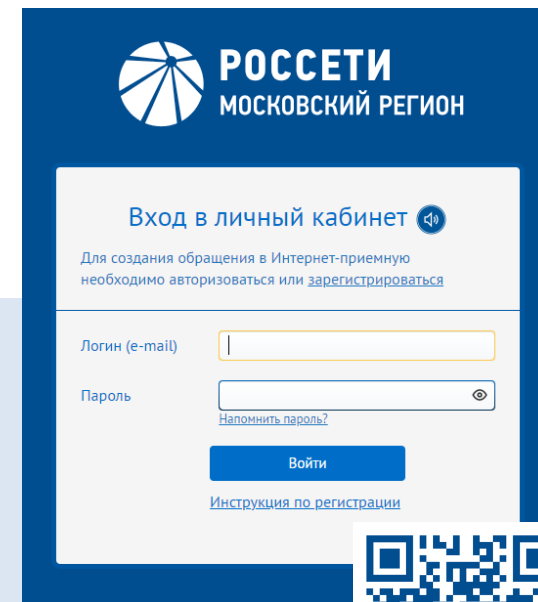 РОССЕТИ
МОСКОВСКИЙ РЕГИОН
Вход в личный кабинет
Для создания обращения в Интернет-приемную
необходимо авторизоваться или зарегистрироваться
Логин (e-mail)
Пароль
Напомнить пароль?
Войти
Инструкция по регистрации